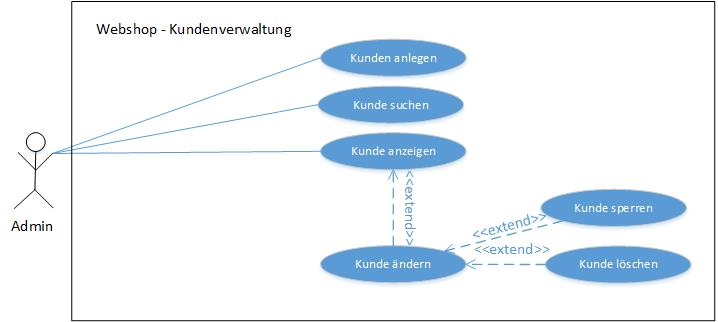 Webshop - Kundenverwaltung
Kunden anlegen
Kunde suchen
Kunde anzeigen
Admin
<<extend>>
Kunde sperren
<<extend>>
<<extend>>
Kunde ändern
Kunde löschen